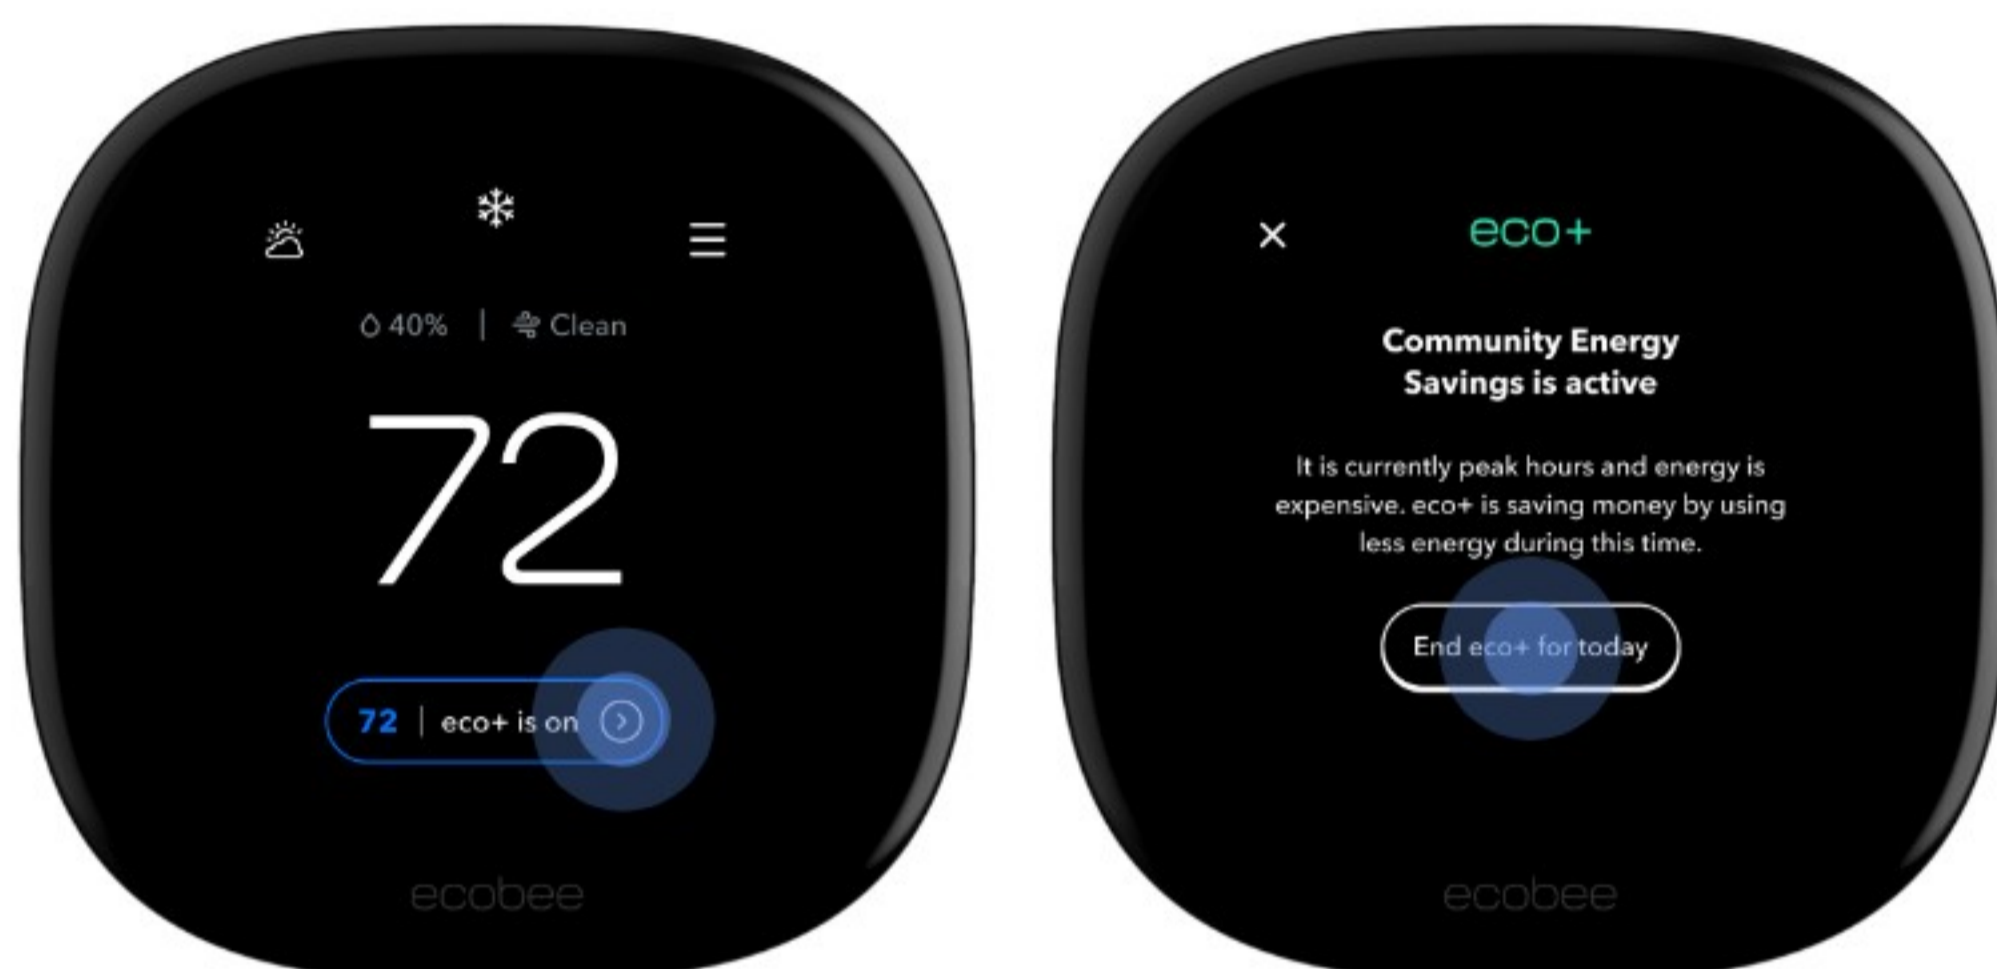 40% | Clean
72
72 | eco+ is on
ecobee
eco+
Community Energy
Savings is active
It is currently peak hours and energy is
expensive. eco+ is saving money by using
less energy during this time.
End eco+ for today
ecobee